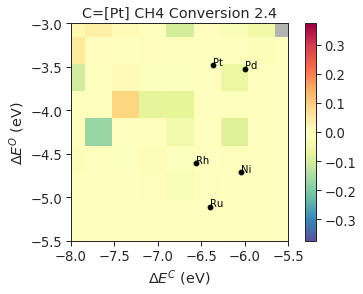 C=[Pt] CH4 Conversion 2.4
−3.0
−3.5
−4.0
−4.5
−5.0
−5.5
ΔE^O (eV)
Pt
Pd
Rh
Ni
Ru
−8.0 −7.5 −7.0 −6.5 −6.0 −5.5
ΔE^C (eV)
0.3
0.2
0.1
0.0
−0.1
−0.2
−0.3